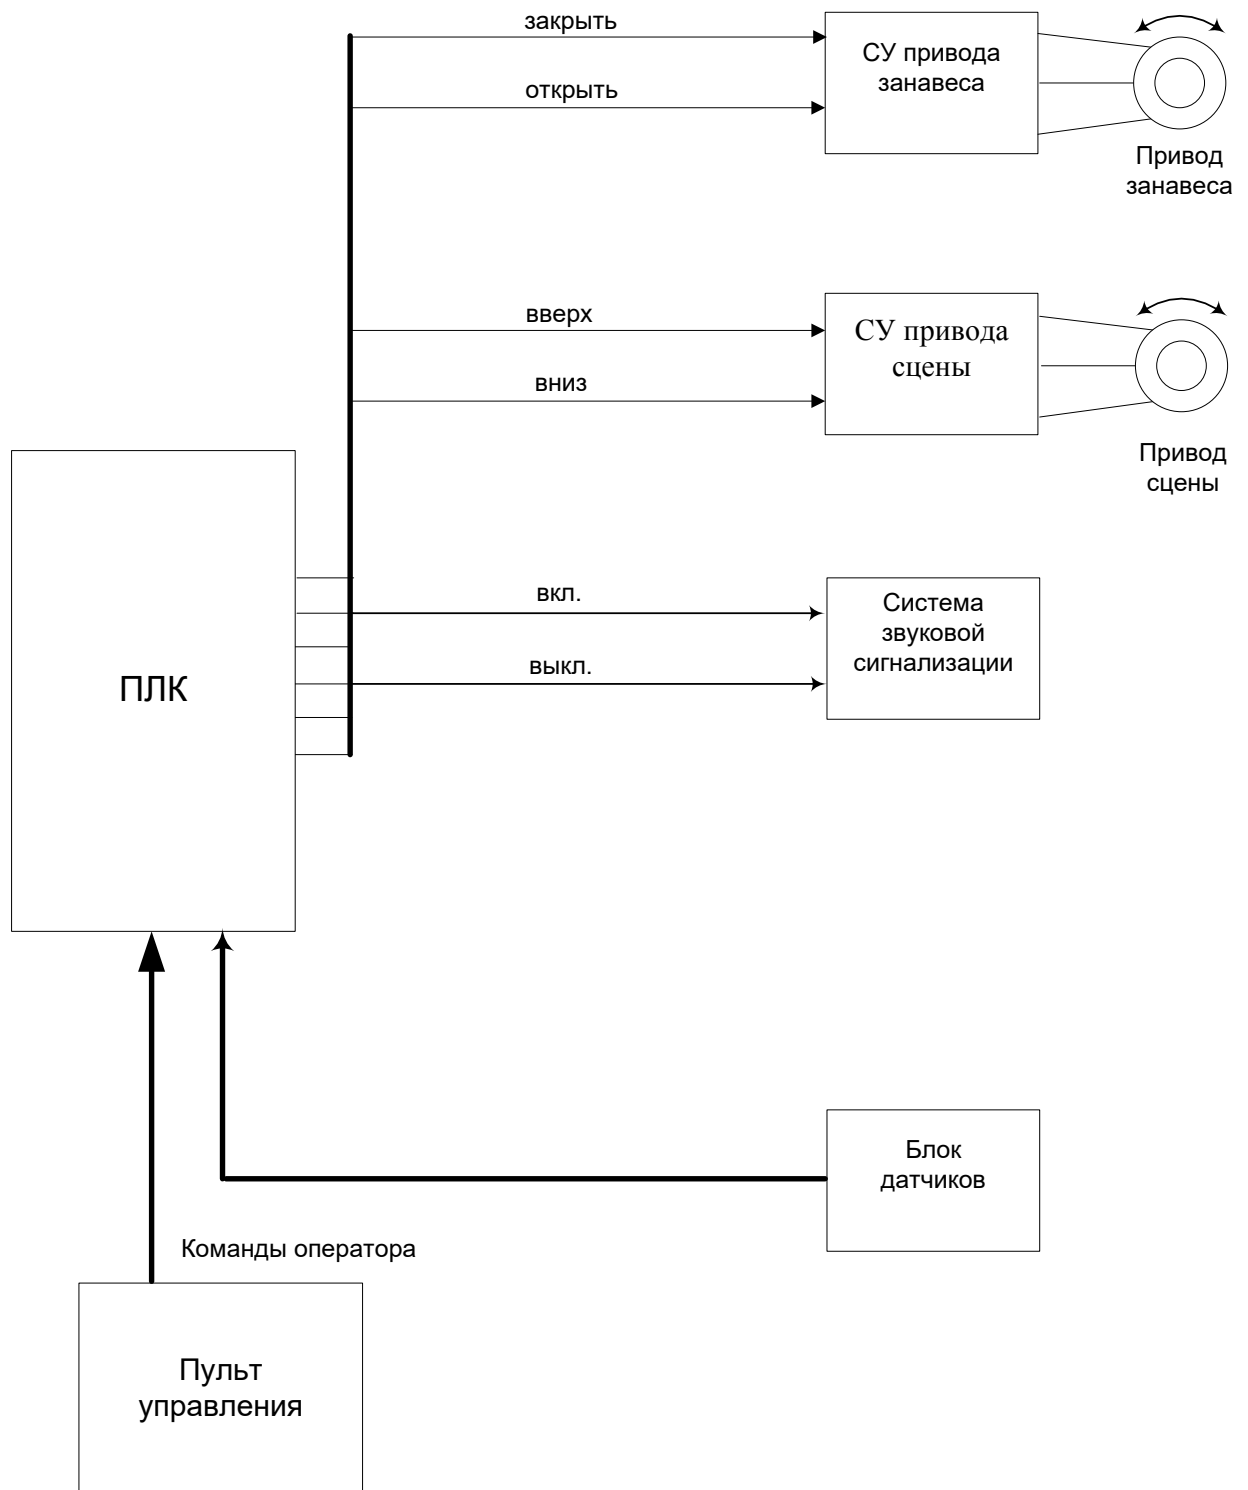 закрыть
СУ привода
занавеса
открыть
Привод
занавеса
вверх
СУ привода
сцены
вниз
Привод
сцены
ПЛК
вкл.
Система
звуковой
сигнализации
выкл.
Блок
датчиков
Команды оператора
Пульт
управления